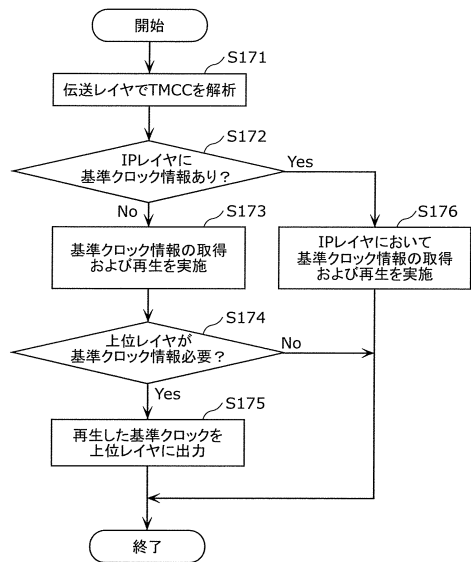 開始
S171
伝送レイヤでTMCCを解析
S172
IPレイヤに
基準クロック情報あり？
Yes
No
S173
基準クロック情報の取得
および再生を実施
S176
IPレイヤにおいて
基準クロック情報の取得
および再生を実施
S174
上位レイヤが
基準クロック情報必要？
No
Yes
S175
再生した基準クロックを
上位レイヤに出力
終了